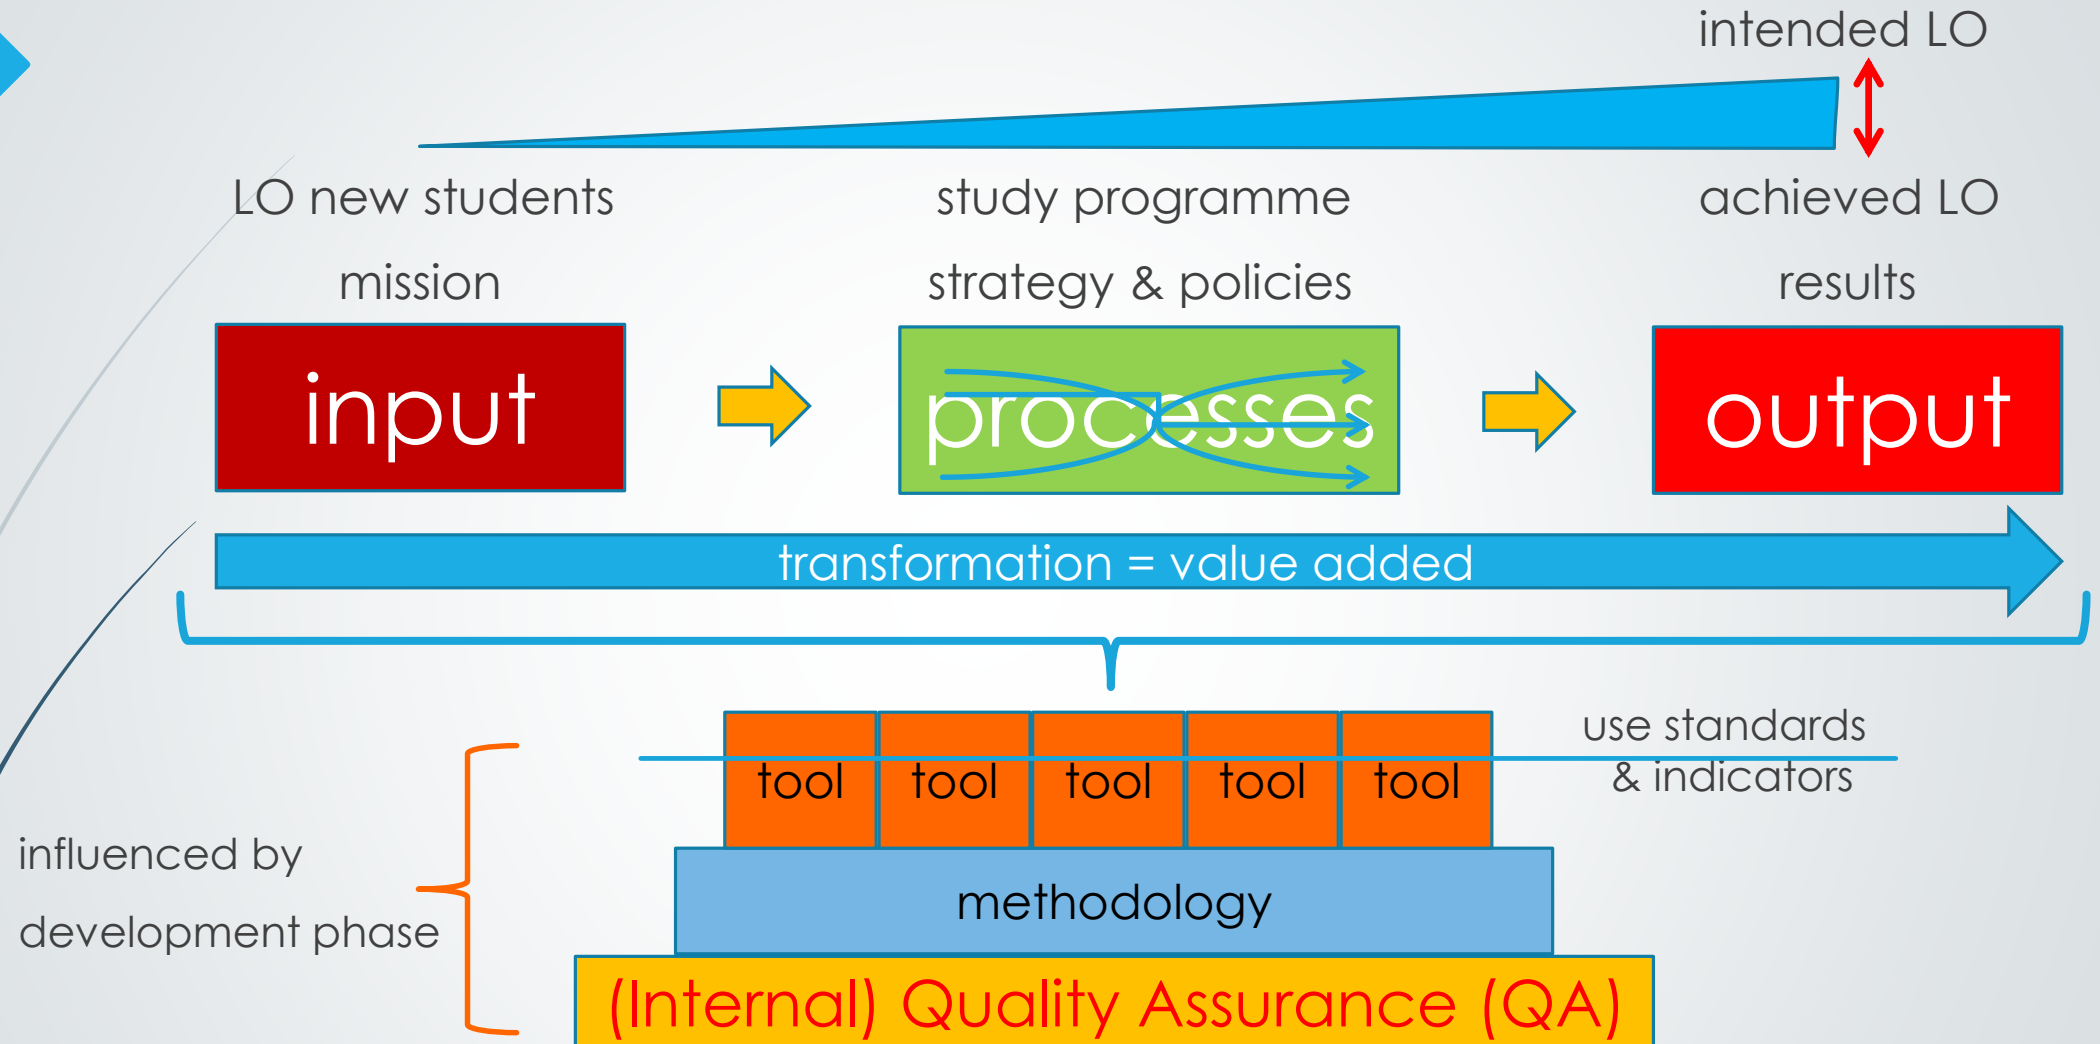 intended LO
LO new students
study programme
achieved LO
mission
strategy & policies
results
input
processes
output
transformation = value added
use standards
& indicators
tool
tool
tool
tool
tool
influenced by
development phase
methodology
(Internal) Quality Assurance (QA)